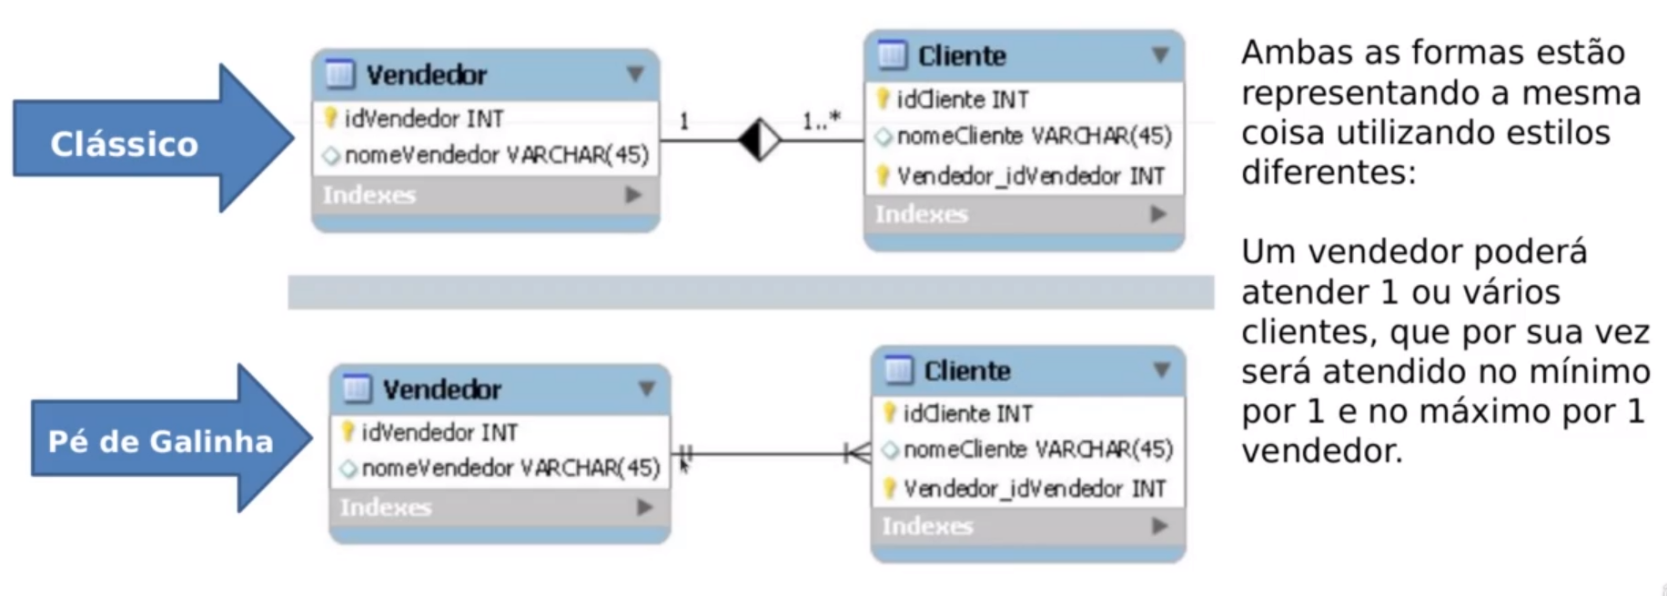 Clássico
Vendedor
idVendedor INT
nomeVendedor VARCHAR(45)
Indexes
1
1..*
Cliente
idCliente INT
nomeCliente VARCHAR(45)
Vendedor_idVendedor INT
Indexes
Ambas as formas estão
representando a mesma
coisa utilizando estilos
diferentes:
Um vendedor poderá
atender 1 ou vários
clientes, que por sua vez
será atendido no mínimo
por 1 e no máximo por 1
vendedor.
Pé de Galinha
Vendedor
idVendedor INT
nomeVendedor VARCHAR(45)
Indexes
Cliente
idCliente INT
nomeCliente VARCHAR(45)
Vendedor_idVendedor INT
Indexes